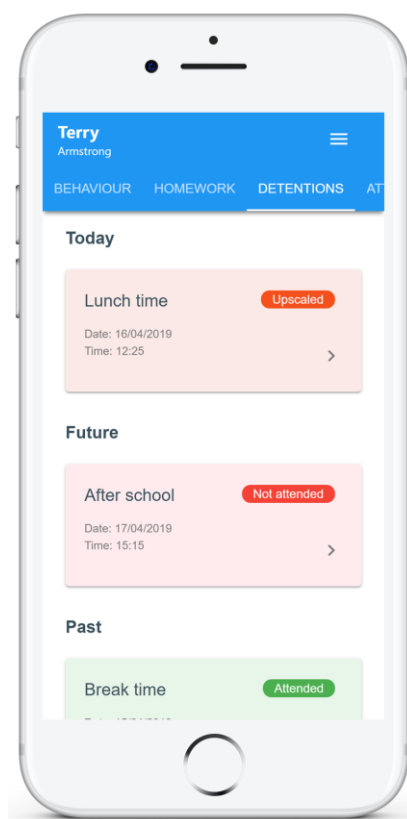 Terry
Armstrong
BEHAVIOUR HOMEWORK DETENTIONS AT
Today
Lunch time Upscaled
Date: 16/04/2019
Time: 12:25
Future
After school Not attended
Date: 17/04/2019
Time: 15:15
Past
Break time Attended